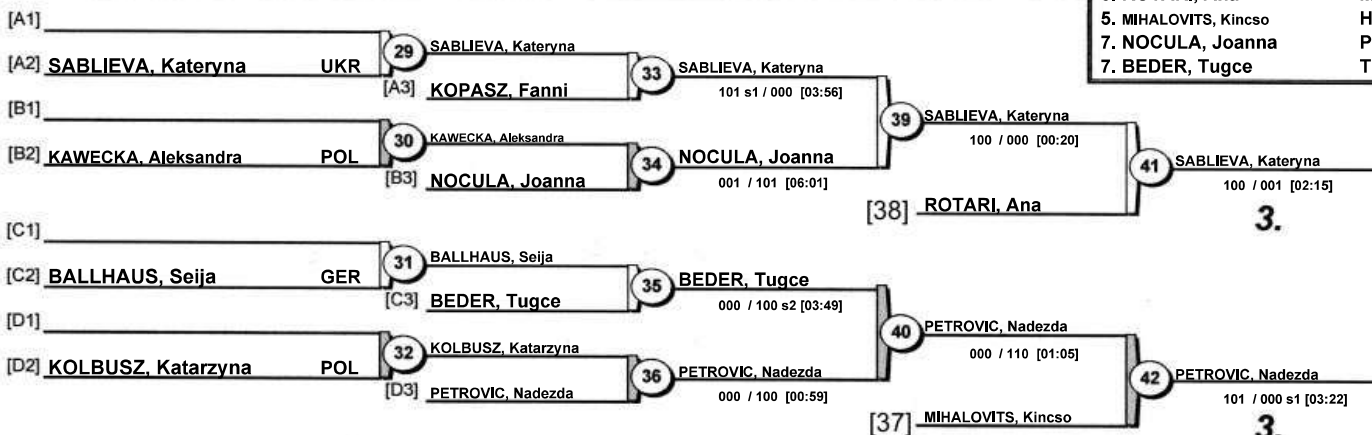 5. MIHALOVITS, Kincso H
7. NOCULA, Joanna P
7. BEDER, Tugce T
[A1]
[A2] SABLIEVA, Kateryna UKR
29
SABLIEVA, Kateryna
[A3] KOPASZ, Fanni
33
SABLIEVA, Kateryna
101 s1 / 000 [03:56]
[B1]
[B2] KAWECKA, Aleksandra POL
30
KAWECKA, Aleksandra
[B3] NOCULA, Joanna
34
NOCULA, Joanna
001 / 101 [06:01]
39
SABLIEVA, Kateryna
100 / 000 [00:20]
[38] ROTARI, Ana
41
SABLIEVA, Kateryna
100 / 001 [02:15]
3.
[C1]
[C2] BALLHAUS, Seija GER
31
BALLHAUS, Seija
[C3] BEDER, Tugce
35
BEDER, Tugce
000 / 100 s2 [03:49]
[D1]
[D2] KOLBUSZ, Katarzyna POL
32
KOLBUSZ, Katarzyna
[D3] PETROVIC, Nadezda
36
PETROVIC, Nadezda
000 / 100 [00:59]
40
PETROVIC, Nadezda
000 / 110 [01:05]
[37] MIHALOVITS, Kincso
42
PETROVIC, Nadezda
101 / 000 s1 [03:22]
3.